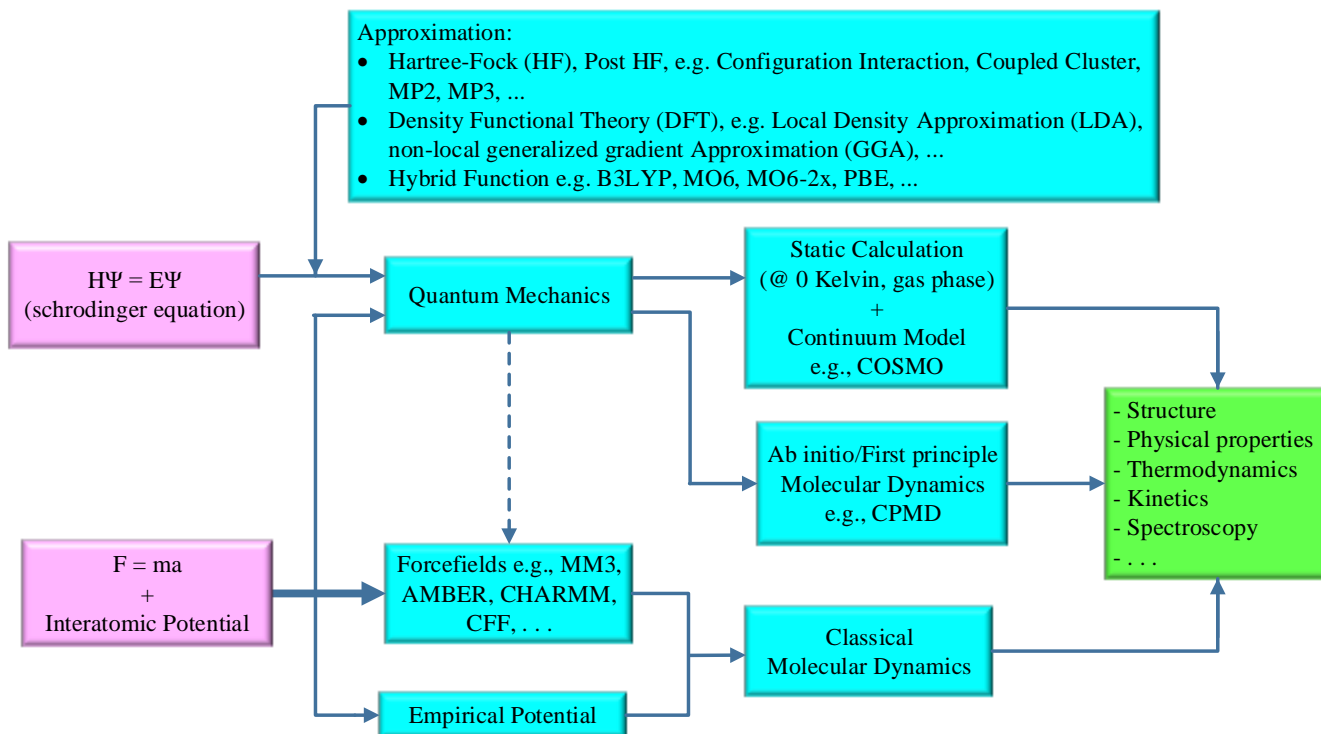 Approximation:
• Hartree-Fock (HF), Post HF, e.g. Configuration Interaction, Coupled Cluster,
MP2, MP3, ...
• Density Functional Theory (DFT), e.g. Local Density Approximation (LDA),
non-local generalized gradient Approximation (GGA), ...
• Hybrid Function e.g. B3LYP, MO6, MO6-2x, PBE, ...
HΨ = EΨ
(schrodinger equation)
Quantum Mechanics
Static Calculation
(@ 0 Kelvin, gas phase)
+
Continuum Model
e.g., COSMO
Ab initio/First principle
Molecular Dynamics
e.g., CPMD
- Structure
- Physical properties
- Thermodynamics
- Kinetics
- Spectroscopy
- . . .
F = ma
+
Interatomic Potential
Forcefields e.g., MM3,
AMBER, CHARMM,
CFF, . . .
Classical
Molecular Dynamics
Empirical Potential